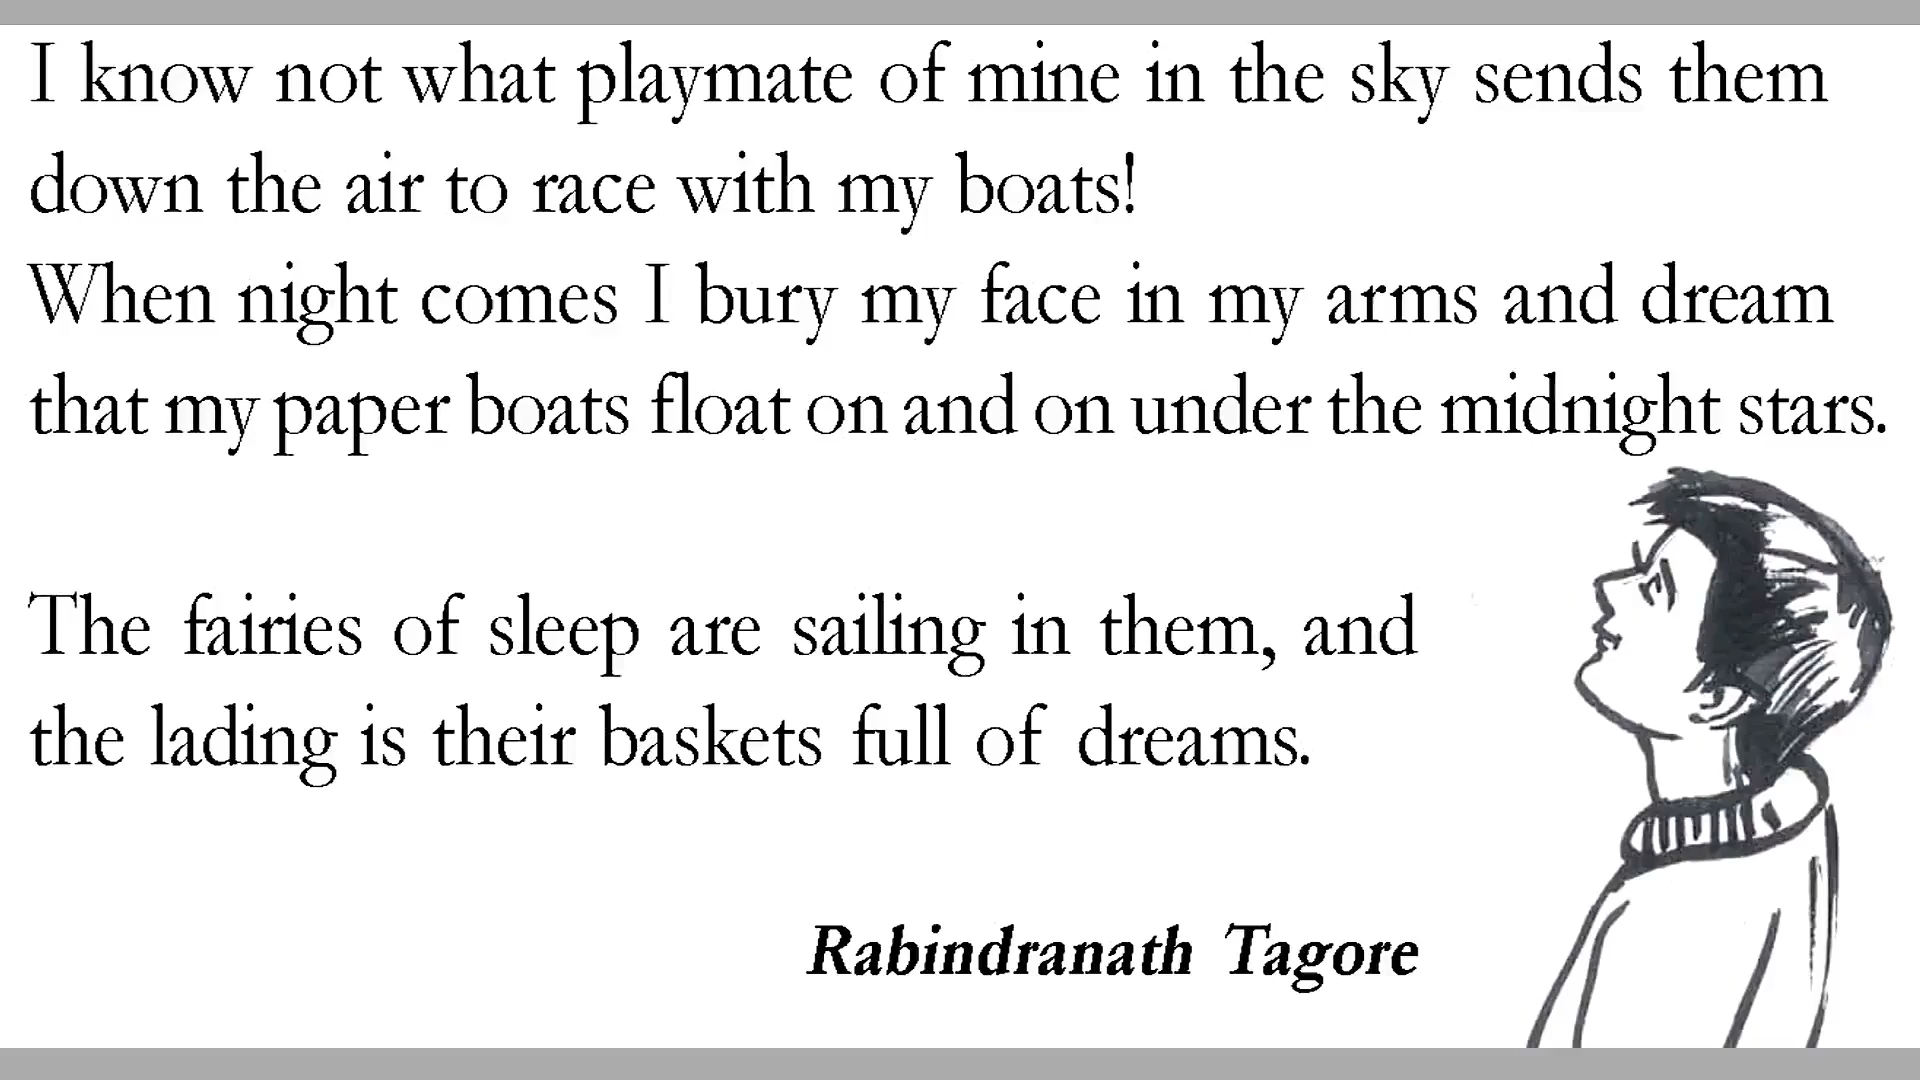 I know not what playmate of mine in the sky sends them
down the air to race with my boats!
When night comes I bury my face in my arms and dream
that my paper boats float on and on under the midnight stars.
The fairies of sleep are sailing in them, and
the lading is their baskets full of dreams.
Rabindranath Tagore